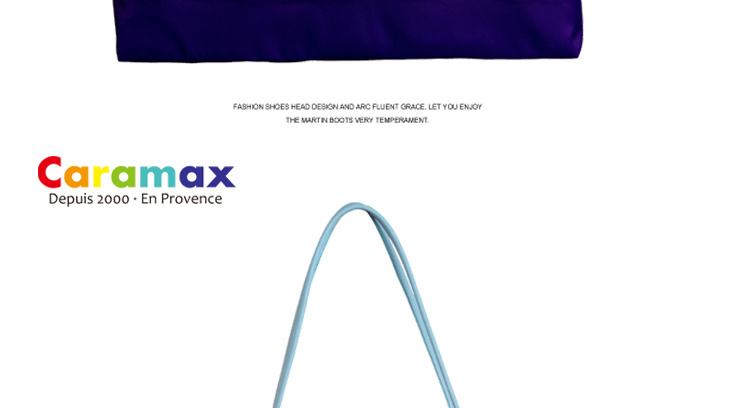 FASHION SHOES HEAD DESIGN AND ARC FLUENT GRACE, LET YOU ENJOY
THE MARTIN BOOTS VERY TEMPERAMENT.
Caramax
Depuis 2000 · En Provence